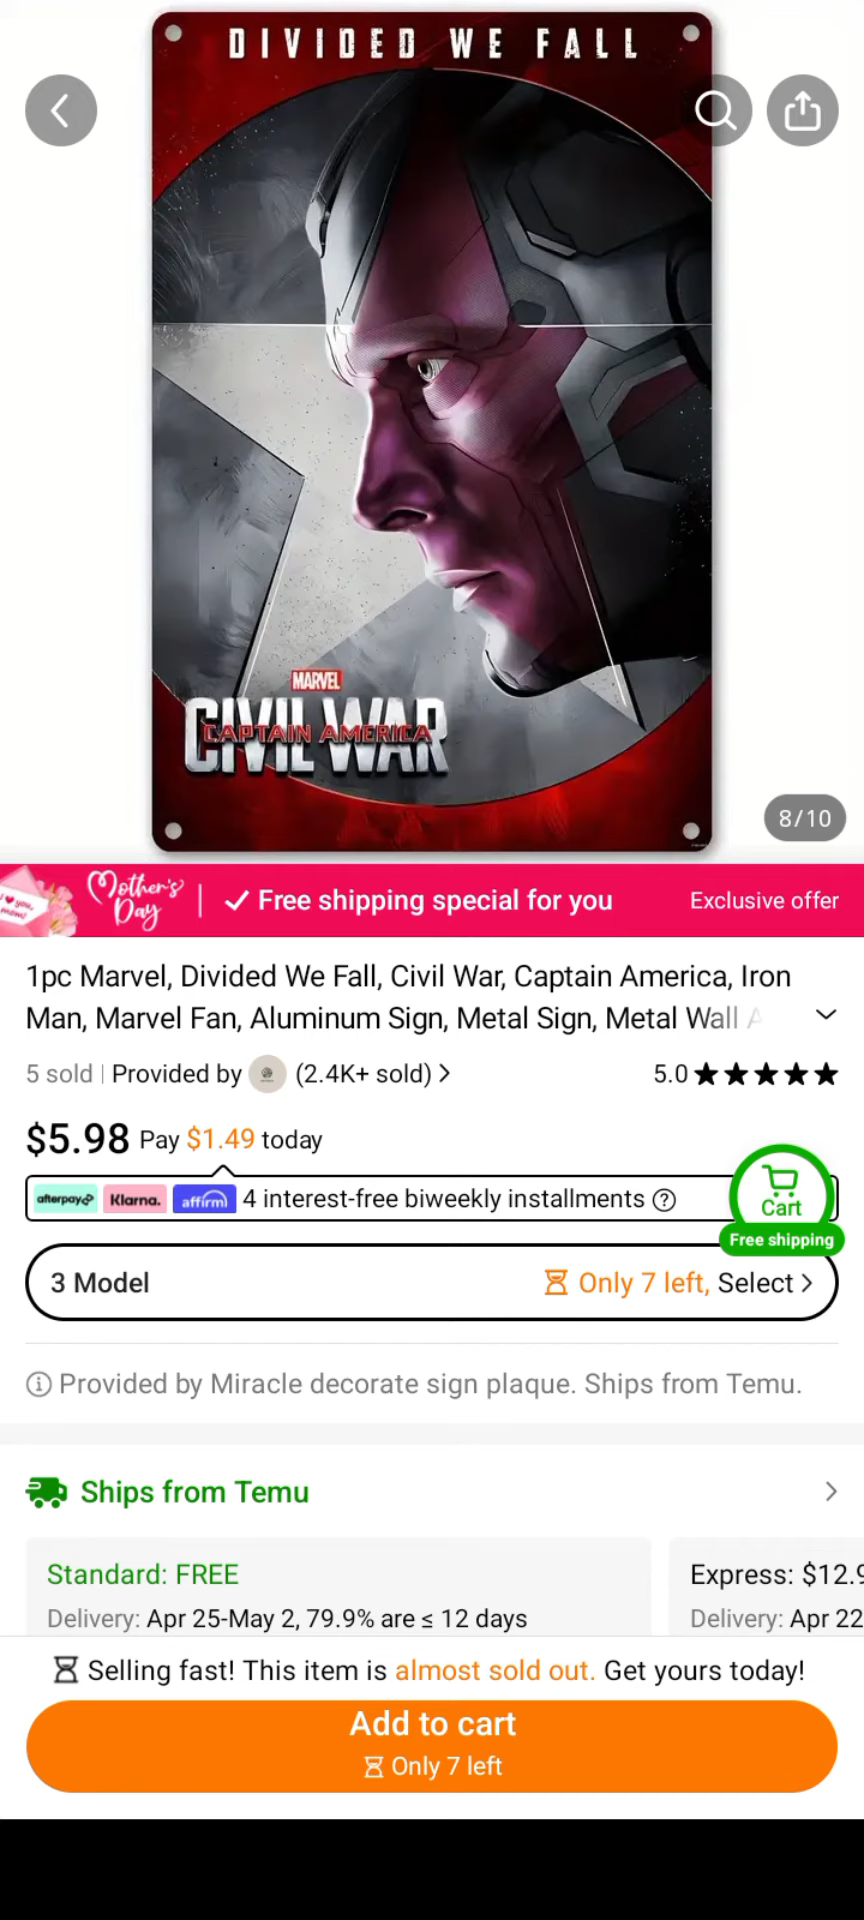 DIVIDED WE FALL
MARVEL
CIVIL WAR
CAPTAIN AMERICA
8/10
I ❤ you, mom!
Mother's Day
Free shipping special for you
Exclusive offer
1pc Marvel, Divided We Fall, Civil War, Captain America, Iron
Man, Marvel Fan, Aluminum Sign, Metal Sign, Metal Wall A
5 sold | Provided by (2.4K+ sold) >
5.0 ★★★★★
$5.98 Pay $1.49 today
afterpay Klarna. affirm 4 interest-free biweekly installments ?
Cart
Free shipping
3 Model
Only 7 left, Select >
Provided by Miracle decorate sign plaque. Ships from Temu.
Ships from Temu
Standard: FREE
Delivery: Apr 25-May 2, 79.9% are ≤ 12 days
Express: $12.9
Delivery: Apr 22
Selling fast! This item is almost sold out. Get yours today!
Add to cart
Only 7 left